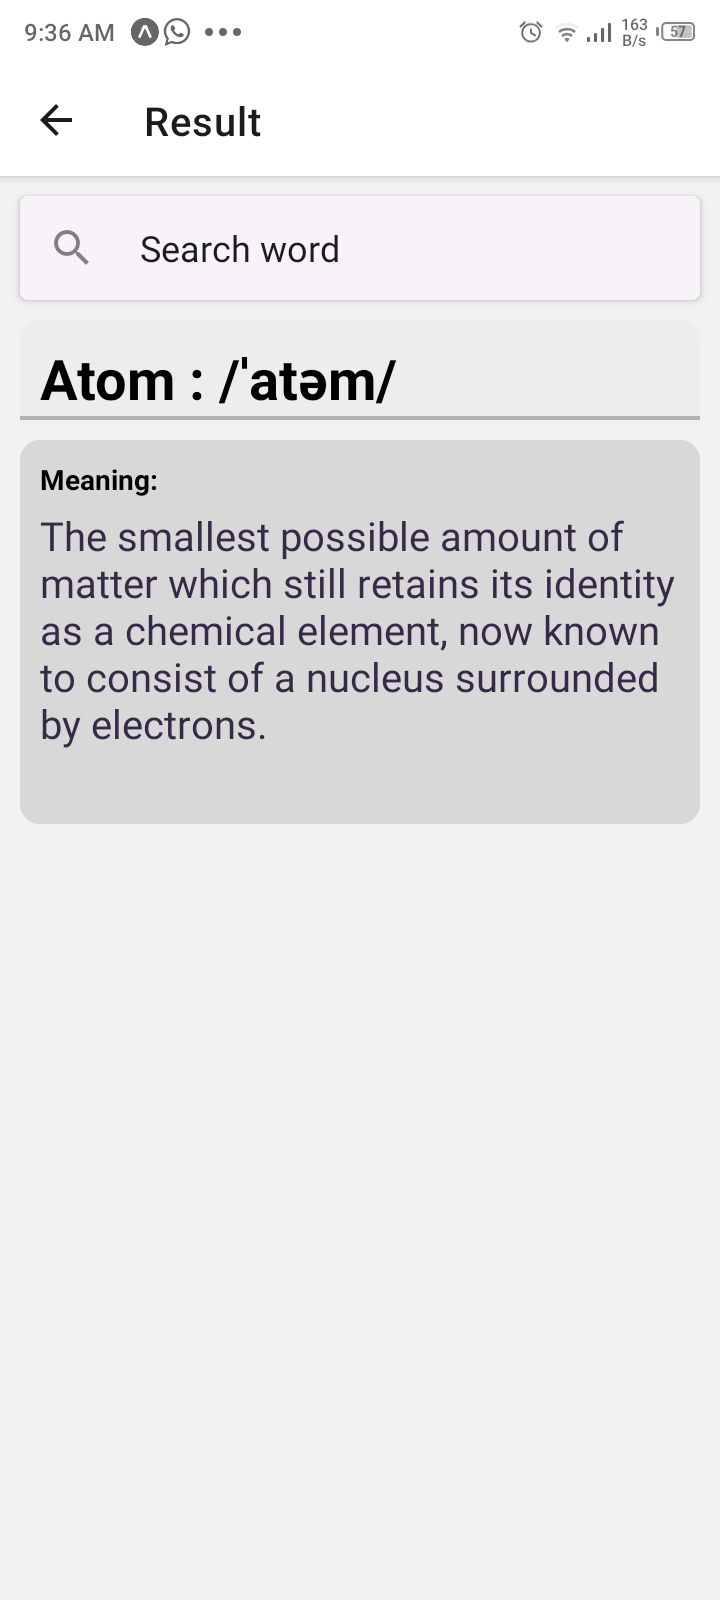 9:36 AM 163 B/s 57
Result
Search word
Atom : /ˈatəm/
Meaning:
The smallest possible amount of
matter which still retains its identity
as a chemical element, now known
to consist of a nucleus surrounded
by electrons.